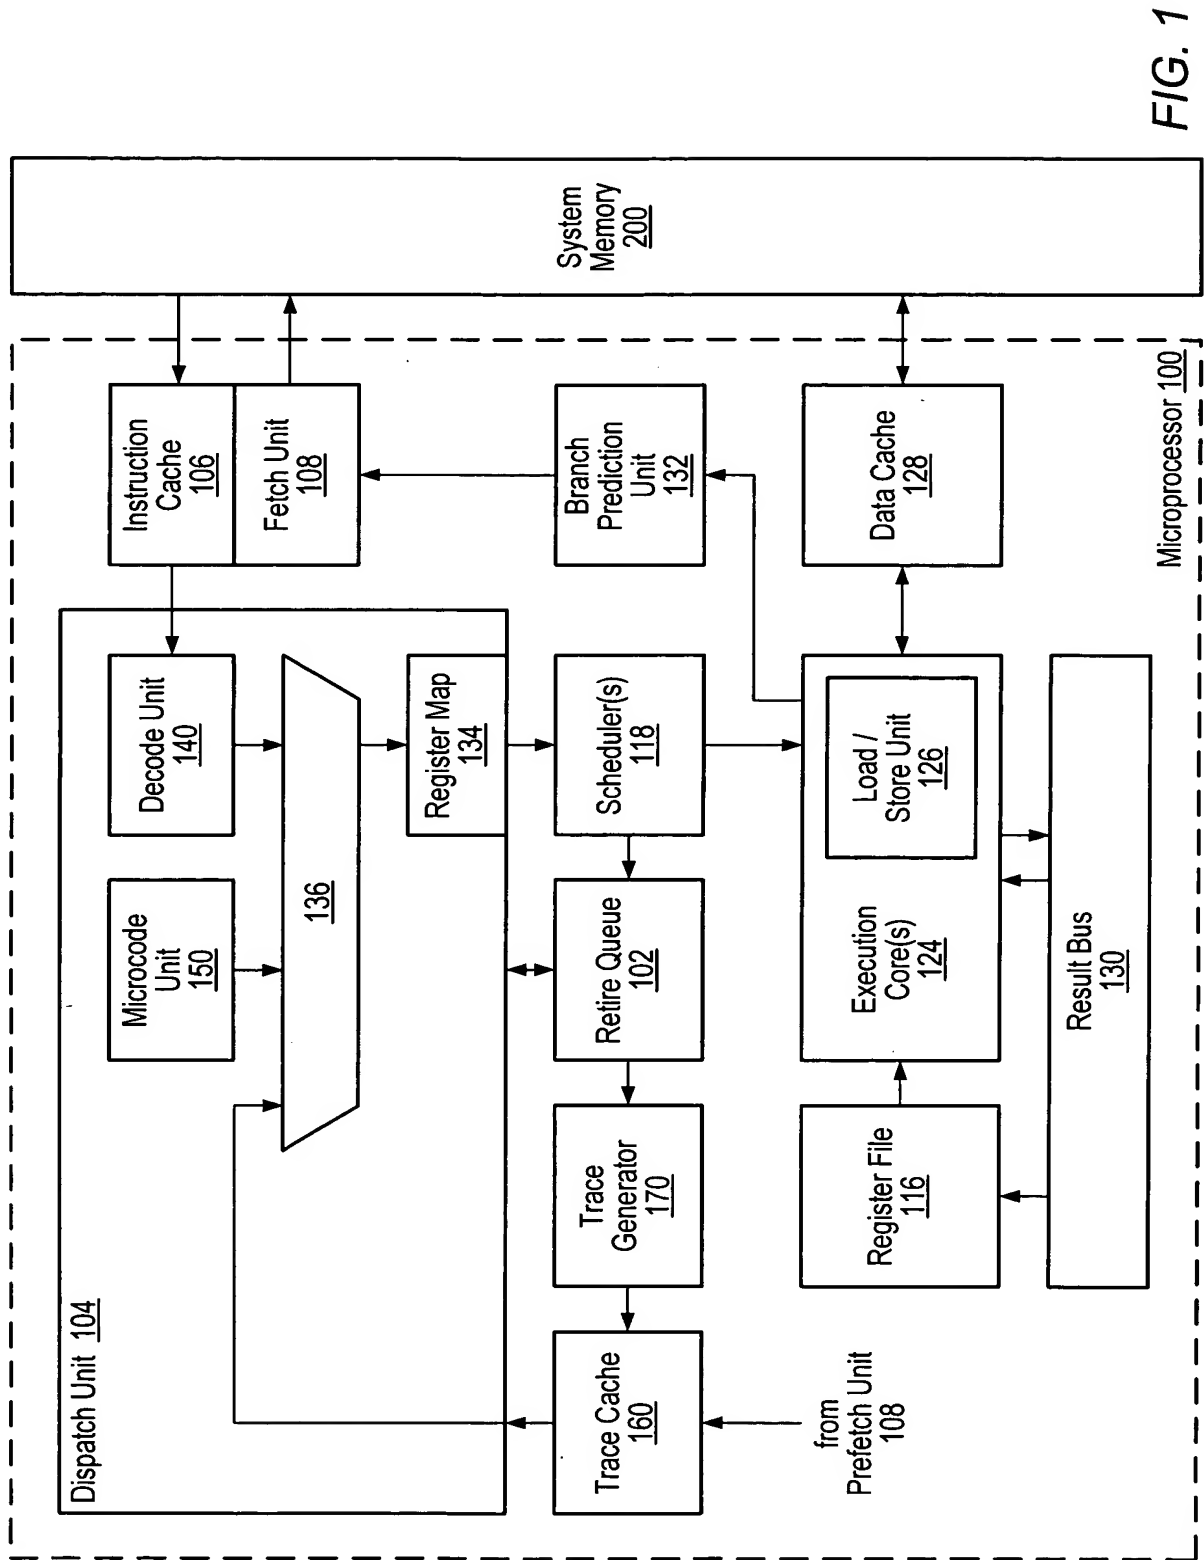 Dispatch Unit 104
Microcode
Unit
150
Decode Unit
140
Instruction
Cache
106
Fetch Unit
108
136
Register Map
134
System
Memory
200
Trace Cache
160
Trace
Generator
170
Retire Queue
102
Scheduler(s)
118
Branch
Prediction
Unit
132
from
Prefetch Unit
108
Register File
116
Execution
Core(s)
124
Load /
Store Unit
126
Data Cache
128
Result Bus
130
Microprocessor 100
FIG. 1